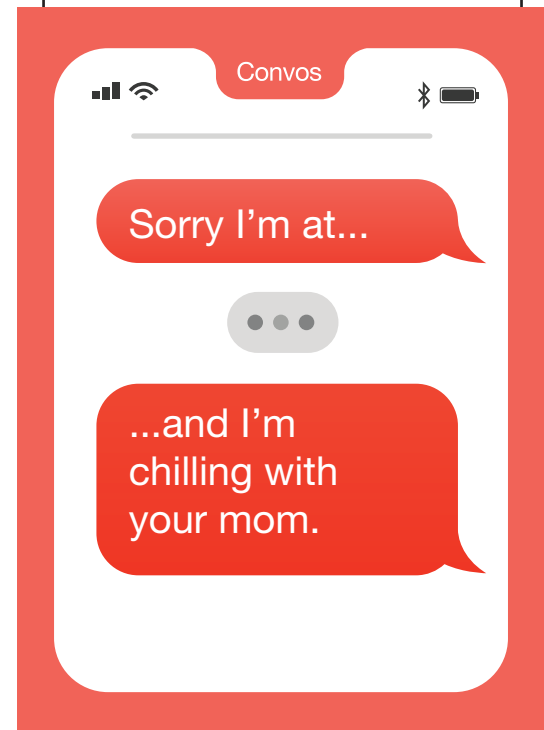 Convos
Sorry I’m at...
...and I’m
chilling with
your mom.